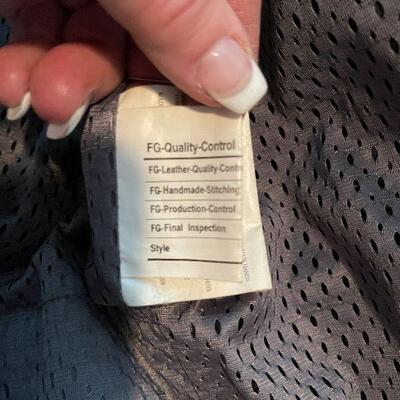 FG-Quality-Control
FG-Leather-Quality-Contr
FG-Handmade-Stitching
FG-Production-Control
FG-Final Inspection
Style